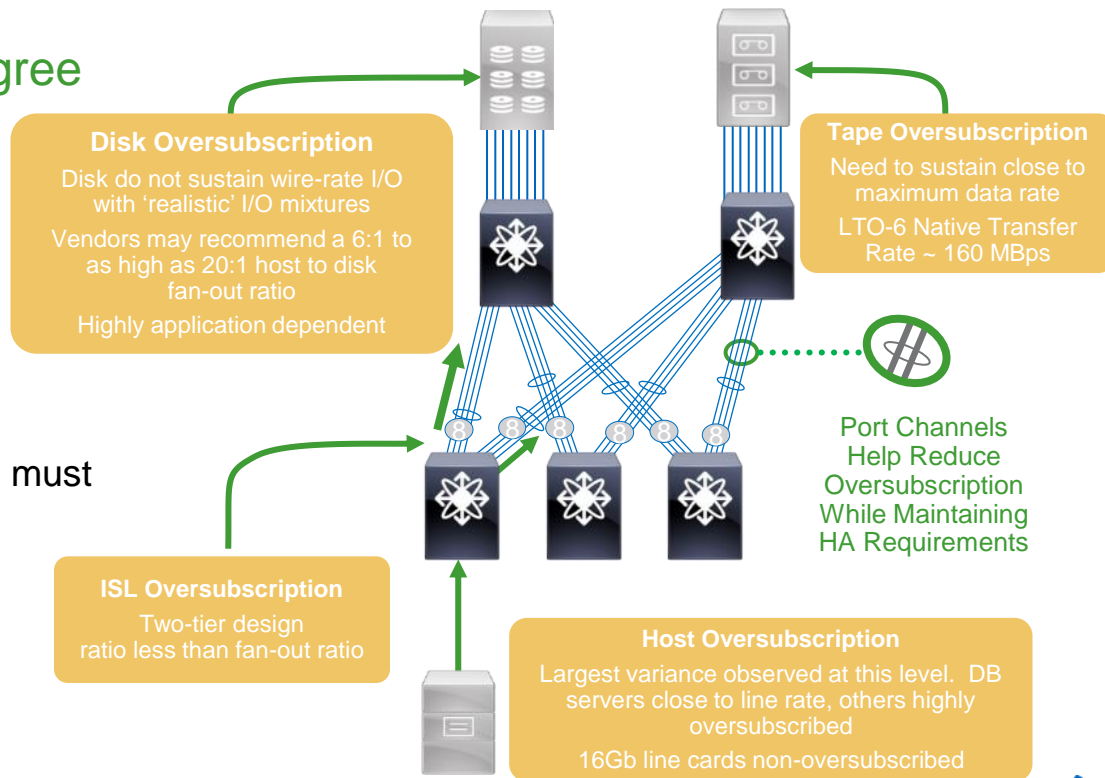 gree
Disk Oversubscription
Disk do not sustain wire-rate I/O
with ‘realistic’ I/O mixtures
Vendors may recommend a 6:1 to
as high as 20:1 host to disk
fan-out ratio
Highly application dependent
Tape Oversubscription
Need to sustain close to
maximum data rate
LTO-6 Native Transfer
Rate ~ 160 MBps
8
8
8
8
8
8
Port Channels
Help Reduce
Oversubscription
While Maintaining
HA Requirements
must
ISL Oversubscription
Two-tier design
ratio less than fan-out ratio
Host Oversubscription
Largest variance observed at this level. DB
servers close to line rate, others highly
oversubscribed
16Gb line cards non-oversubscribed